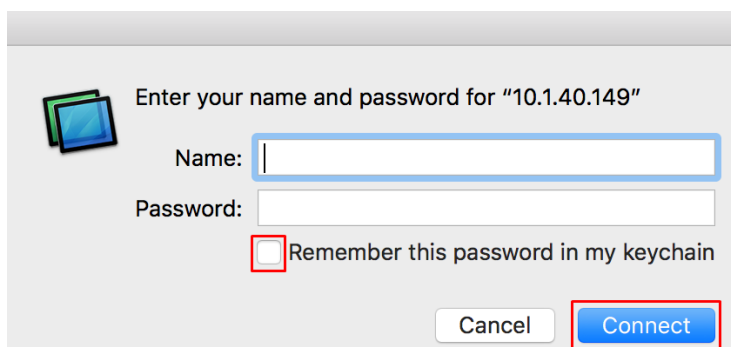 Enter your name and password for “10.1.40.149”
Name:
Password:
Remember this password in my keychain
Cancel Connect